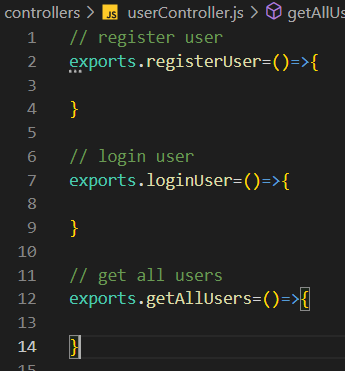 controllers > JS userController.js > getAllUs
1 // register user
2 exports.registerUser=()=>{
3
4 }
5
6 // login user
7 exports.loginUser=()=>{
8
9 }
10
11 // get all users
12 exports.getAllUsers=()=>{
13
14 }
15